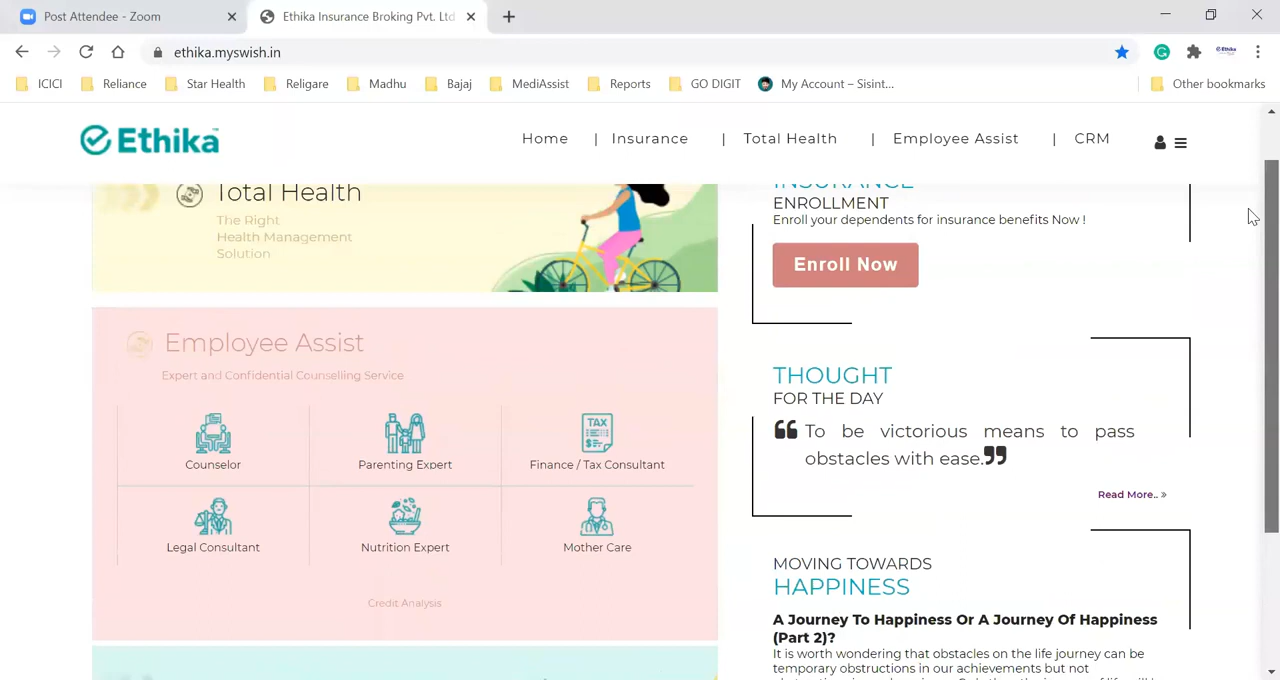 Post Attendee - Zoom
Ethika Insurance Broking Pvt. Ltd
ethika.myswish.in
ICICI
Reliance
Star Health
Religare
Madhu
Bajaj
MediAssist
Reports
GO DIGIT
My Account – Sisint...
Other bookmarks
Ethika
Home | Insurance | Total Health | Employee Assist | CRM
Total Health
The Right
Health Management
Solution
Employee Assist
Expert and Confidential Counselling Service
Counselor
Parenting Expert
TAX
Finance / Tax Consultant
Legal Consultant
Nutrition Expert
Mother Care
Credit Analysis
INSURANCE
ENROLLMENT
Enroll your dependents for insurance benefits Now !
Enroll Now
THOUGHT
FOR THE DAY
“ To be victorious means to pass
obstacles with ease.”
Read More.. »
MOVING TOWARDS
HAPPINESS
A Journey To Happiness Or A Journey Of Happiness
(Part 2)?
It is worth wondering that obstacles on the life journey can be
temporary obstructions in our achievements but not